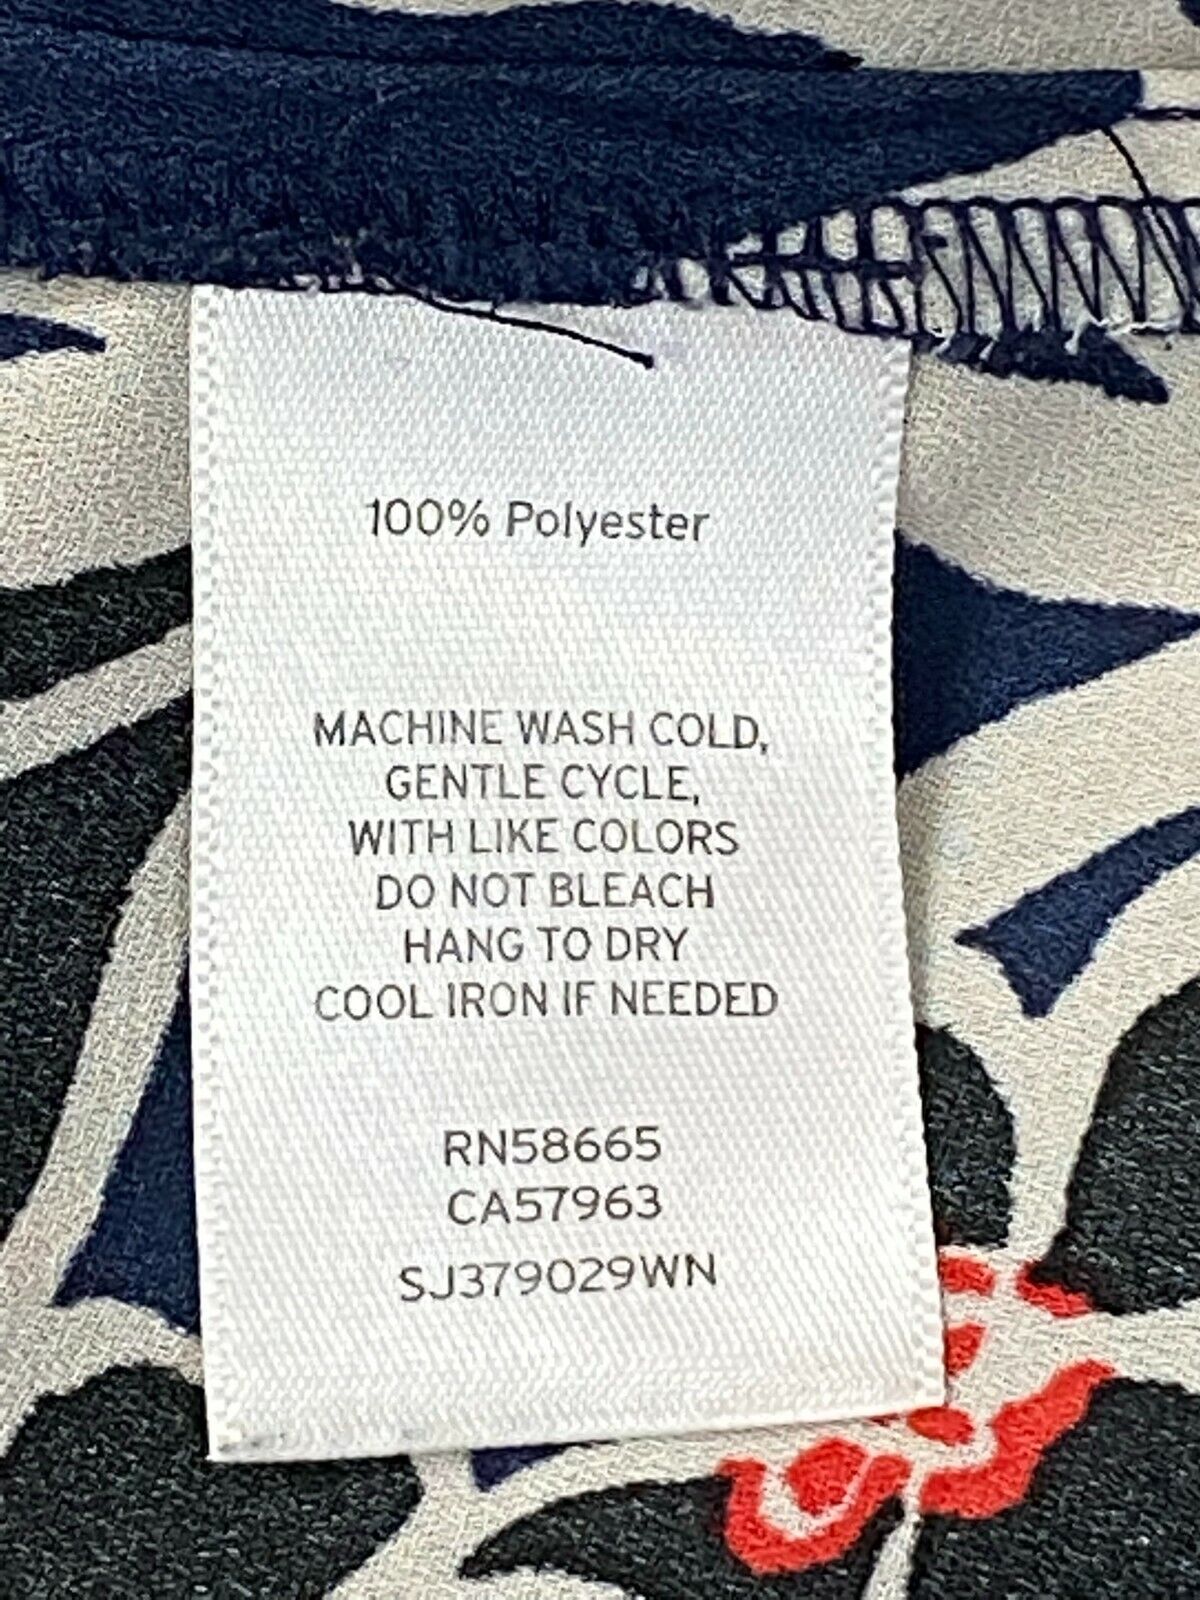 100% Polyester
MACHINE WASH COLD,
GENTLE CYCLE,
WITH LIKE COLORS
DO NOT BLEACH
HANG TO DRY
COOL IRON IF NEEDED
RN58665
CA57963
SJ379029WN